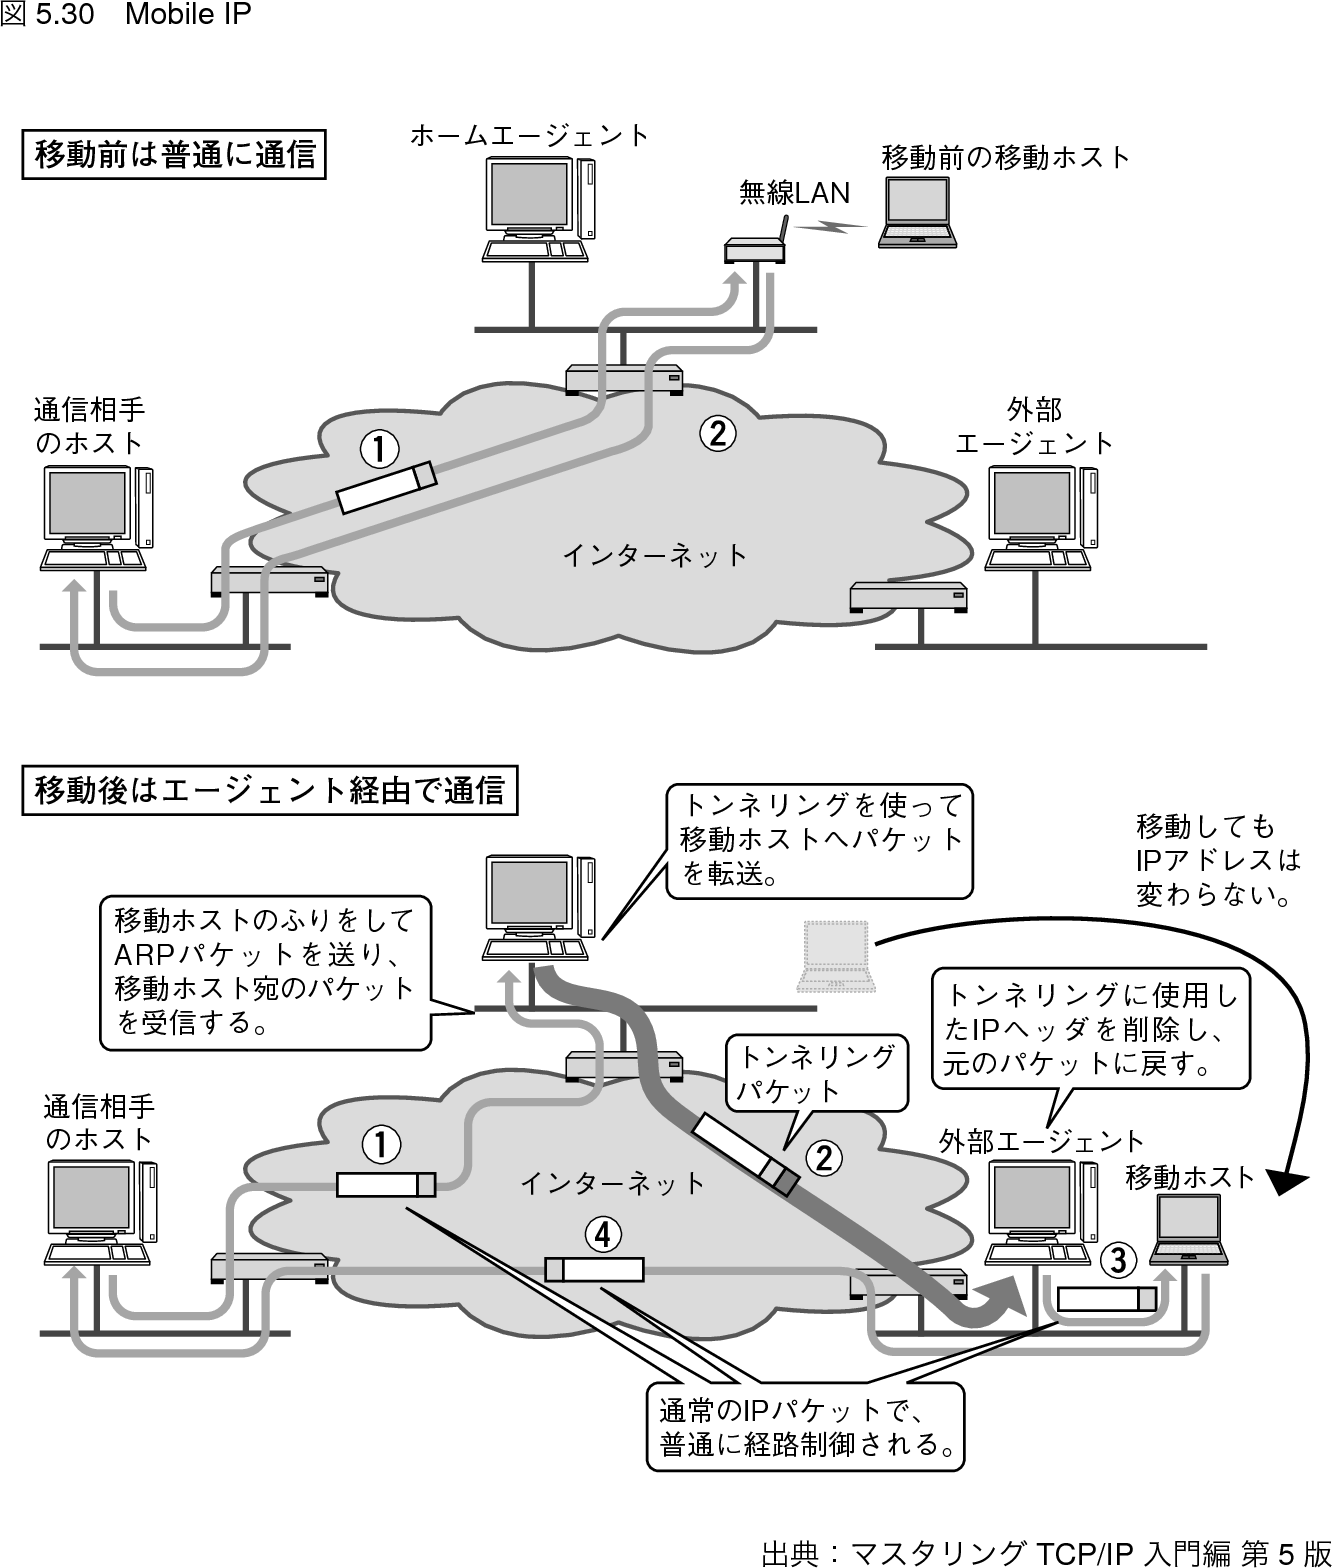 図 5.30　Mobile IP
移動前は普通に通信
ホームエージェント
無線LAN
移動前の移動ホスト
通信相手
のホスト
①
②
外部
エージェント
インターネット
移動後はエージェント経由で通信
トンネリングを使って
移動ホストへパケット
を転送。
移動しても
IPアドレスは
変わらない。
移動ホストのふりをして
ARPパケットを送り、
移動ホスト宛のパケット
を受信する。
トンネリングに使用し
たIPヘッダを削除し、
元のパケットに戻す。
トンネリング
パケット
通信相手
のホスト
①
②
外部エージェント
移動ホスト
インターネット
④
③
通常のIPパケットで、
普通に経路制御される。
出典：マスタリング TCP/IP 入門編 第 5 版